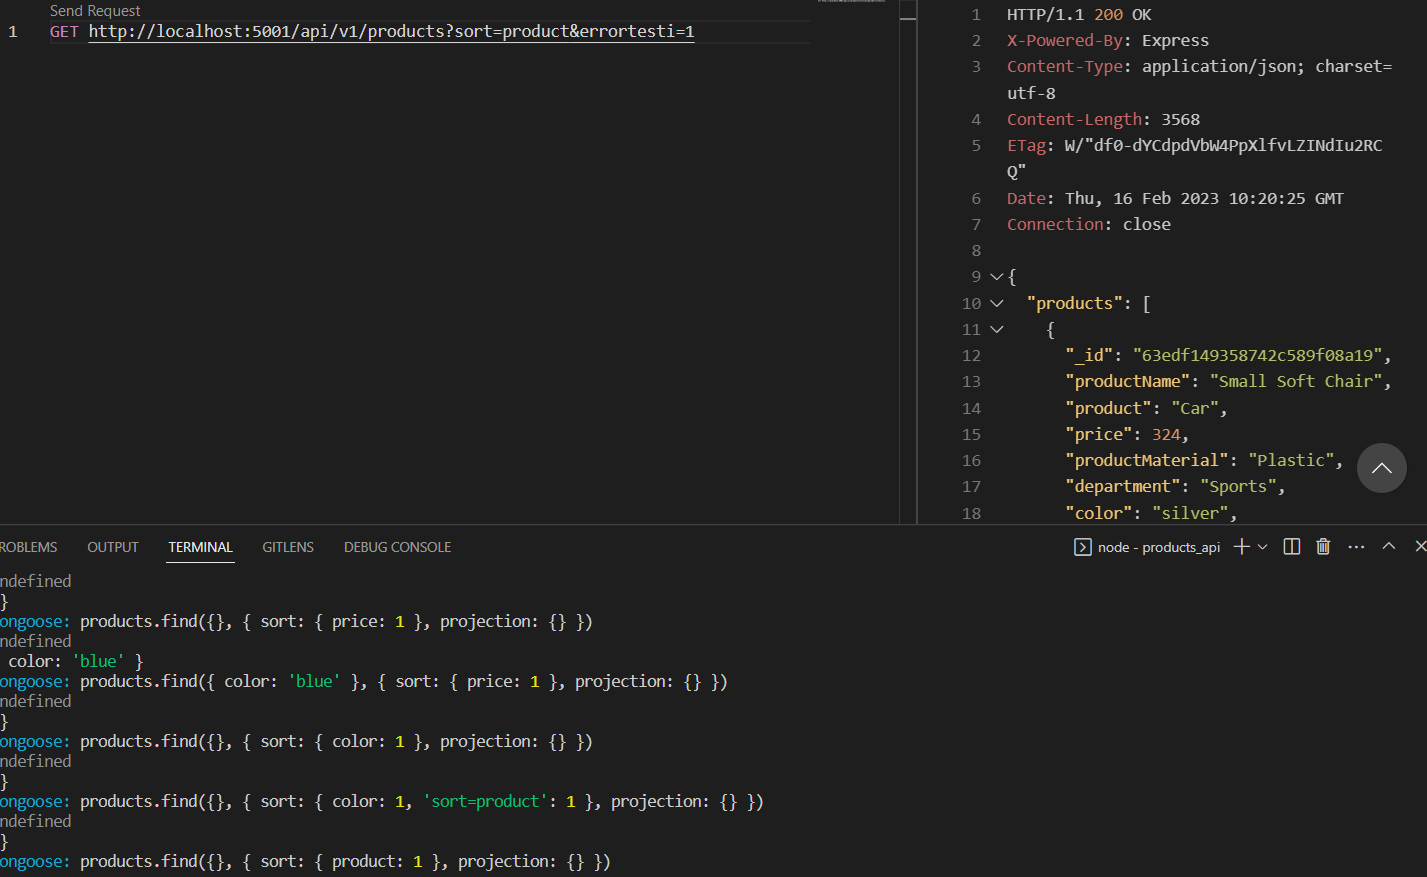 Send Request
1 GET http://localhost:5001/api/v1/products?sort=product&errortesti=1
1 HTTP/1.1 200 OK
2 X-Powered-By: Express
3 Content-Type: application/json; charset=
utf-8
4 Content-Length: 3568
5 ETag: W/"df0-dYCdpdVbW4PpXlfvLZINdIu2RC
Q"
6 Date: Thu, 16 Feb 2023 10:20:25 GMT
7 Connection: close
8
9 {
10 "products": [
11 {
12 "_id": "63edf149358742c589f08a19",
13 "productName": "Small Soft Chair",
14 "product": "Car",
15 "price": 324,
16 "productMaterial": "Plastic",
17 "department": "Sports",
18 "color": "silver",
ROBLEMS OUTPUT TERMINAL GITLENS DEBUG CONSOLE node - products_api
ndefined
}
ongoose: products.find({}, { sort: { price: 1 }, projection: {} })
ndefined
color: 'blue' }
ongoose: products.find({ color: 'blue' }, { sort: { price: 1 }, projection: {} })
ndefined
}
ongoose: products.find({}, { sort: { color: 1 }, projection: {} })
ndefined
}
ongoose: products.find({}, { sort: { color: 1, 'sort=product': 1 }, projection: {} })
ndefined
}
ongoose: products.find({}, { sort: { product: 1 }, projection: {} })